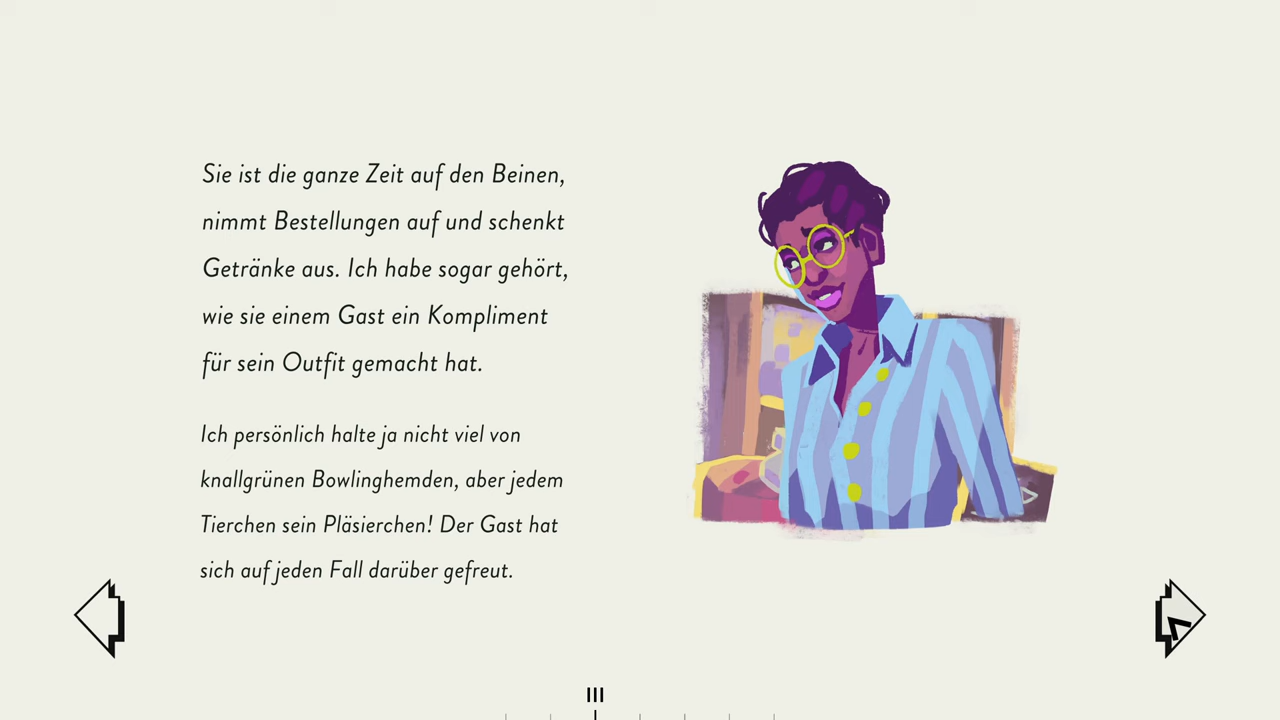 Sie ist die ganze Zeit auf den Beinen,
nimmt Bestellungen auf und schenkt
Getränke aus. Ich habe sogar gehört,
wie sie einem Gast ein Kompliment
für sein Outfit gemacht hat.
Ich persönlich halte ja nicht viel von
knallgrünen Bowlinghemden, aber jedem
Tierchen sein Pläsierchen! Der Gast hat
sich auf jeden Fall darüber gefreut.
III